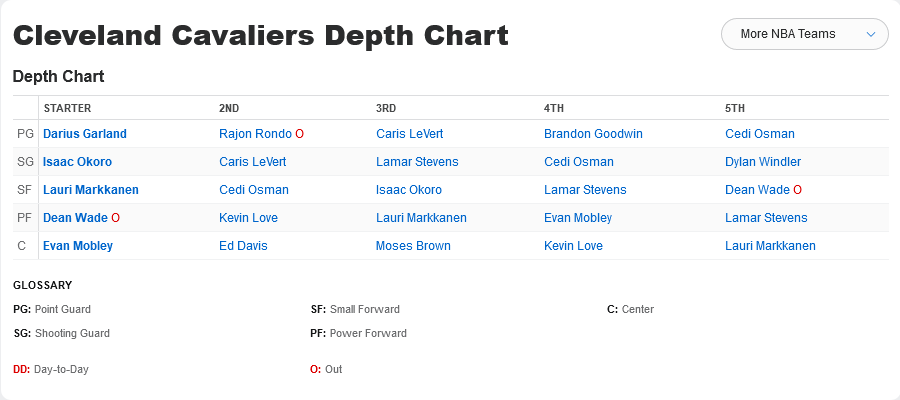 Cleveland Cavaliers Depth Chart
More NBA Teams
Depth Chart
STARTER 2ND 3RD 4TH 5TH
PG Darius Garland Rajon Rondo O Caris LeVert Brandon Goodwin Cedi Osman
SG Isaac Okoro Caris LeVert Lamar Stevens Cedi Osman Dylan Windler
SF Lauri Markkanen Cedi Osman Isaac Okoro Lamar Stevens Dean Wade O
PF Dean Wade O Kevin Love Lauri Markkanen Evan Mobley Lamar Stevens
C Evan Mobley Ed Davis Moses Brown Kevin Love Lauri Markkanen
GLOSSARY
PG: Point Guard SF: Small Forward C: Center
SG: Shooting Guard PF: Power Forward
DD: Day-to-Day O: Out